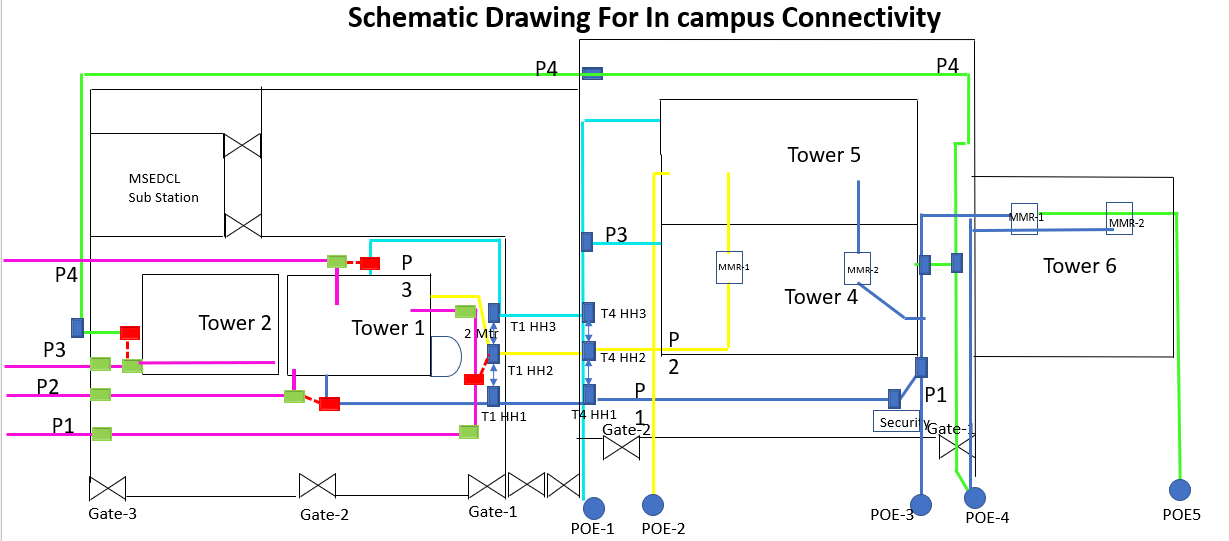 Schematic Drawing For In campus Connectivity
P4
P4
Tower 5
MSEDCL
Sub Station
MMR-1
MMR-2
P3
P
3
P4
MMR-1
MMR-2
Tower 6
Tower 4
Tower 2
Tower 1
T1 HH3
T4 HH3
2 Mtr
P
2
P3
T1 HH2
T4 HH2
P2
P
1
P1
T1 HH1
T4 HH1
Security
P1
Gate-2
Gate-1
Gate-3
Gate-2
Gate-1
POE-1
POE-2
POE-3
POE-4
POE5